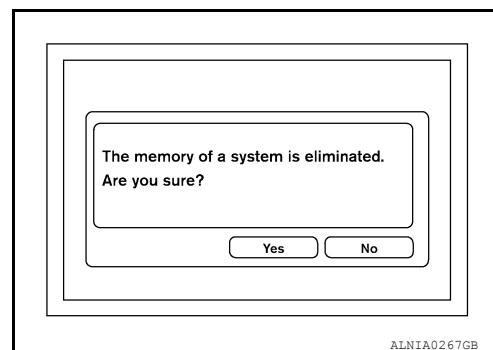 The memory of a system is eliminated.
Are you sure?
Yes No
ALNIA0267GB